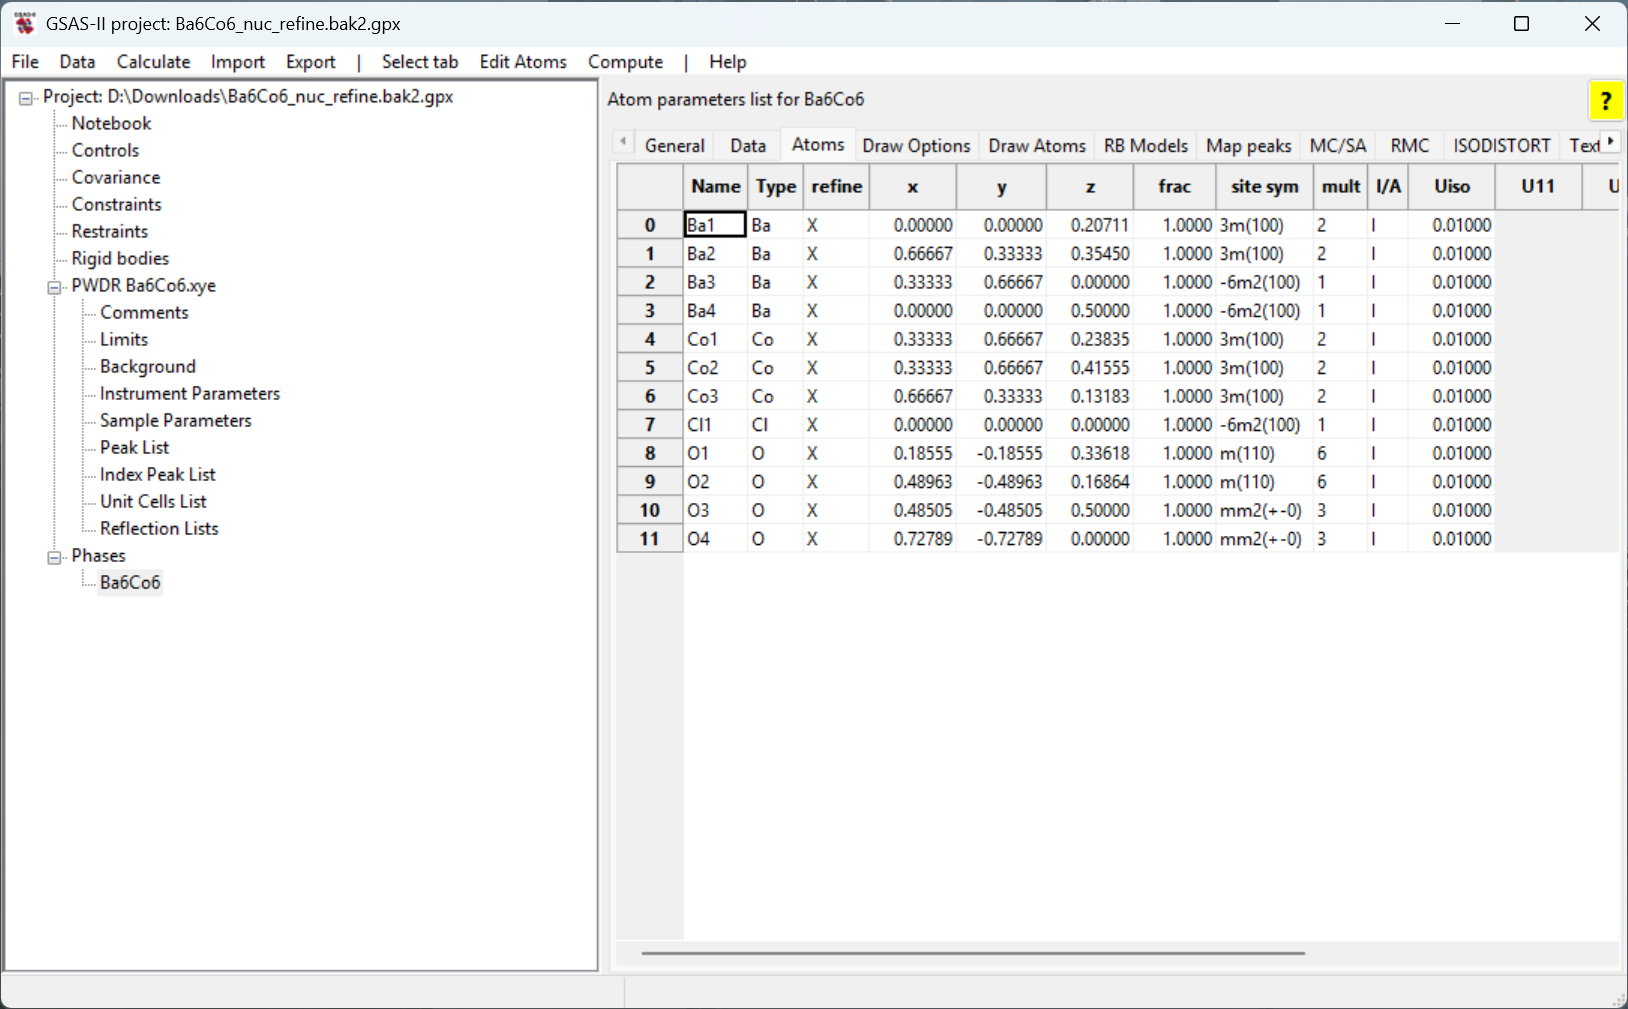 GSAS-II project: Ba6Co6_nuc_refine.bak2.gpx
File Data Calculate Import Export | Select tab Edit Atoms Compute | Help
Project: D:\Downloads\Ba6Co6_nuc_refine.bak2.gpx
Notebook
Controls
Covariance
Constraints
Restraints
Rigid bodies
PWDR Ba6Co6.xye
Comments
Limits
Background
Instrument Parameters
Sample Parameters
Peak List
Index Peak List
Unit Cells List
Reflection Lists
Phases
Ba6Co6
Atom parameters list for Ba6Co6
?
General Data Atoms Draw Options Draw Atoms RB Models Map peaks MC/SA RMC ISODISTORT Text
Name Type refine x y z frac site sym mult I/A Uiso U11 U
0 Ba1 Ba X 0.00000 0.00000 0.20711 1.0000 3m(100) 2 I 0.01000
1 Ba2 Ba X 0.66667 0.33333 0.35450 1.0000 3m(100) 2 I 0.01000
2 Ba3 Ba X 0.33333 0.66667 0.00000 1.0000 -6m2(100) 1 I 0.01000
3 Ba4 Ba X 0.00000 0.00000 0.50000 1.0000 -6m2(100) 1 I 0.01000
4 Co1 Co X 0.33333 0.66667 0.23835 1.0000 3m(100) 2 I 0.01000
5 Co2 Co X 0.33333 0.66667 0.41555 1.0000 3m(100) 2 I 0.01000
6 Co3 Co X 0.66667 0.33333 0.13183 1.0000 3m(100) 2 I 0.01000
7 Cl1 Cl X 0.00000 0.00000 0.00000 1.0000 -6m2(100) 1 I 0.01000
8 O1 O X 0.18555 -0.18555 0.33618 1.0000 m(110) 6 I 0.01000
9 O2 O X 0.48963 -0.48963 0.16864 1.0000 m(110) 6 I 0.01000
10 O3 O X 0.48505 -0.48505 0.50000 1.0000 mm2(+-0) 3 I 0.01000
11 O4 O X 0.72789 -0.72789 0.00000 1.0000 mm2(+-0) 3 I 0.01000